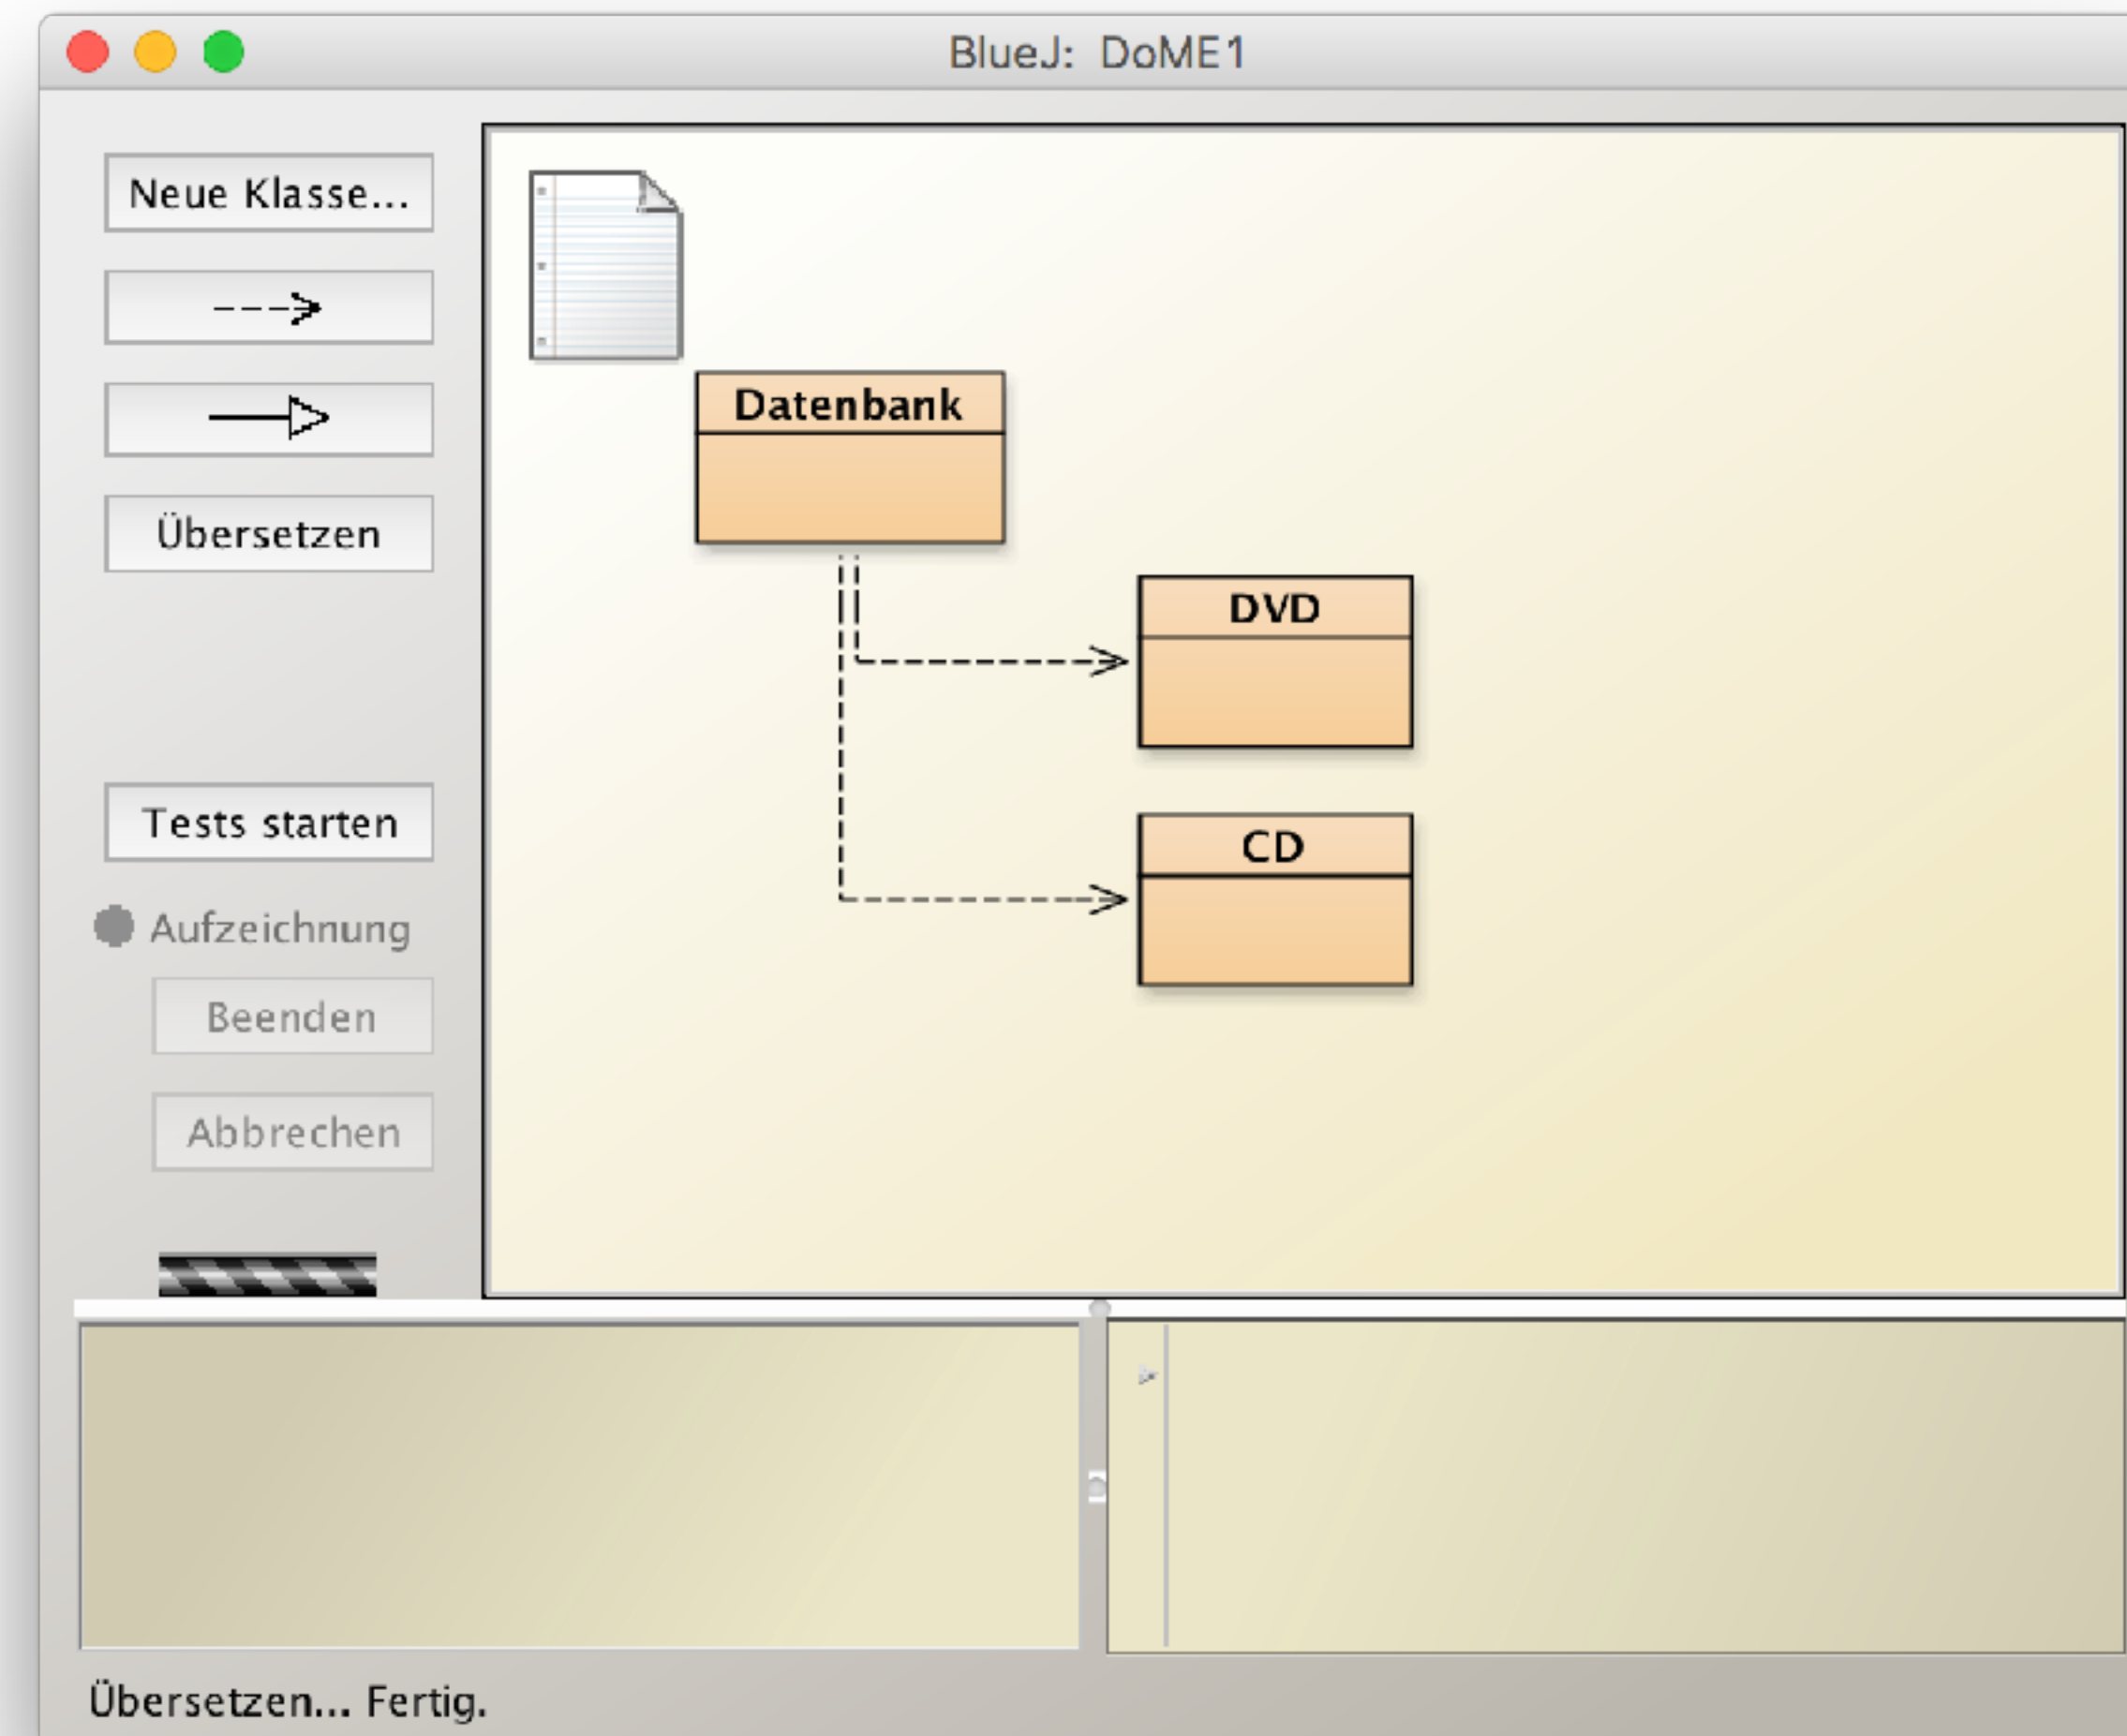 BlueJ: DoME1
Neue Klasse...
Übersetzen
Tests starten
Aufzeichnung
Beenden
Abbrechen
Datenbank
DVD
CD
Übersetzen... Fertig.